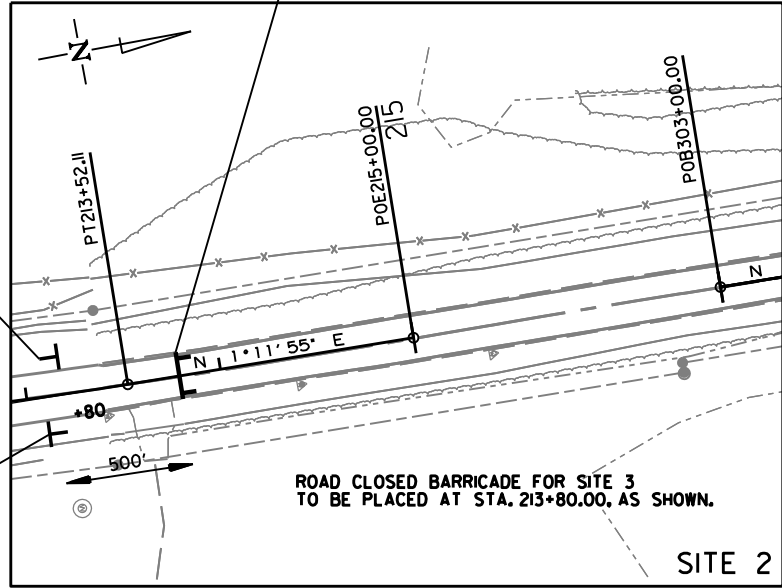 N
PT213+52.11
POE215+00.00
215
POB303+00.00
N
N 1°11'55" E
+80
500'
ROAD CLOSED BARRICADE FOR SITE 3
TO BE PLACED AT STA. 213+80.00, AS SHOWN.
SITE 2